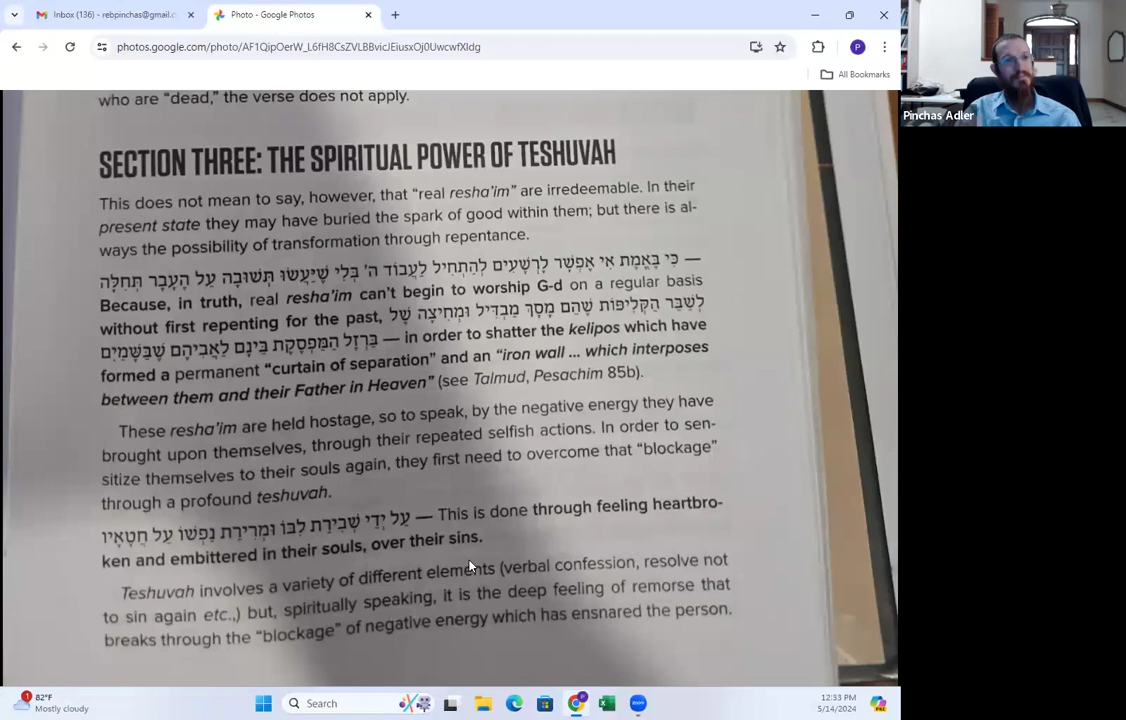 Inbox (136) - rebpinchas@gmail.c
Photo - Google Photos
photos.google.com/photo/AF1QipOerW_L6fH8CsZVLBBvicJEiusxOj0UwcwfXldg
P
All Bookmarks
Pinchas Adler
who are “dead,” the verse does not apply.
SECTION THREE: THE SPIRITUAL POWER OF TESHUVAH
This does not mean to say, however, that “real resha’im” are irredeemable. In their
present state they may have buried the spark of good within them; but there is al-
ways the possibility of transformation through repentance.
כִּי בֶּאֱמֶת אִי אֶפְשָׁר לָרְשָׁעִים לְהַתְחִיל לַעֲבוֹד ה' בְּלִי שֶׁיַּעֲשׂוּ תְּשׁוּבָה עַל הֶעָבָר תְּחִלָּה —
Because, in truth, real resha’im can’t begin to worship G-d on a regular basis
without first repenting for the past, לְשַׁבֵּר הַקְּלִיפּוֹת שֶׁהֵם מָסָךְ מַבְדִּיל וּמְחִיצָה שֶׁל
בַּרְזֶל הַמַּפְסֶקֶת בֵּינָם לַאֲבִיהֶם שֶׁבַּשָּׁמַיִם — in order to shatter the kelipos which have
formed a permanent “curtain of separation” and an “iron wall ... which interposes
between them and their Father in Heaven” (see Talmud, Pesachim 85b).
These resha’im are held hostage, so to speak, by the negative energy they have
brought upon themselves, through their repeated selfish actions. In order to sen-
sitize themselves to their souls again, they first need to overcome that “blockage”
through a profound teshuvah.
עַל יְדֵי שְׁבִירַת לִבּוֹ וּמְרִירַת נַפְשׁוֹ עַל חֲטָאָיו — This is done through feeling heartbro-
ken and embittered in their souls, over their sins.
Teshuvah involves a variety of different elements (verbal confession, resolve not
to sin again etc.,) but, spiritually speaking, it is the deep feeling of remorse that
breaks through the “blockage” of negative energy which has ensnared the person.
1
82°F
Mostly cloudy
Search
zoom
12:33 PM
5/14/2024